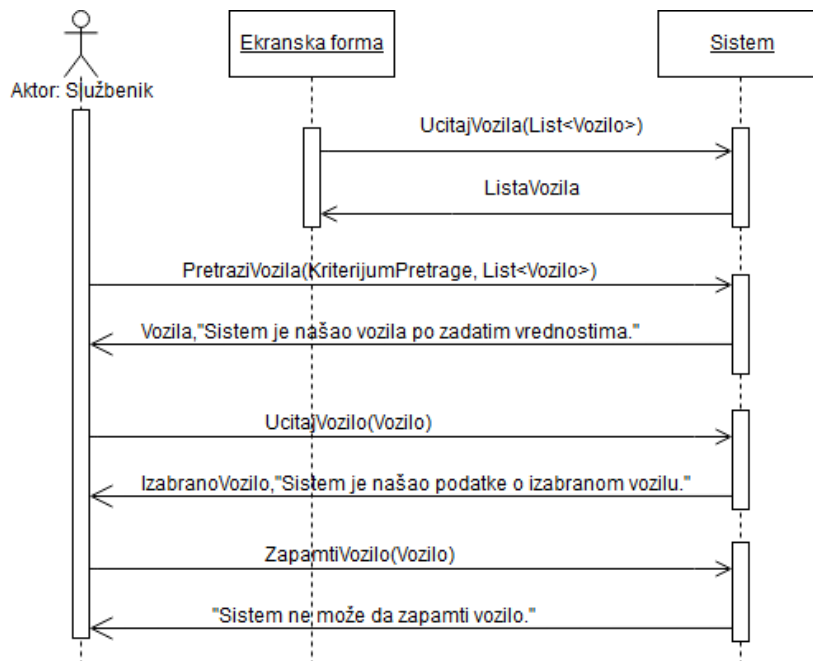 Ekranska forma
Sistem
Aktor: Službenik
UcitajVozila(List<Vozilo>)
ListaVozila
PretraziVozila(KriterijumPretrage, List<Vozilo>)
Vozila,"Sistem je našao vozila po zadatim vrednostima."
UcitajVozilo(Vozilo)
IzabranoVozilo,"Sistem je našao podatke o izabranom vozilu."
ZapamtiVozilo(Vozilo)
"Sistem ne može da zapamti vozilo."